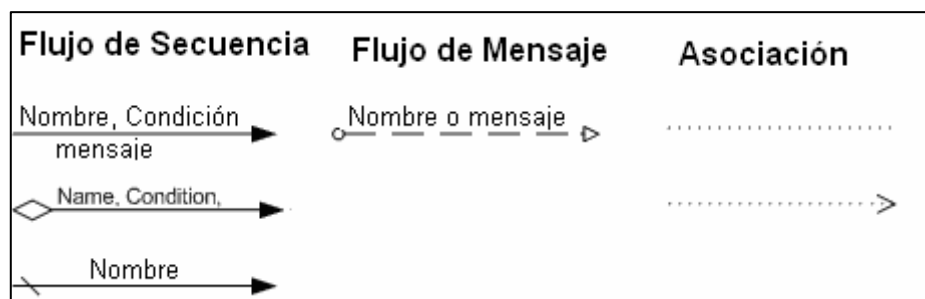 Flujo de Secuencia
Flujo de Mensaje
Asociación
Nombre, Condición
mensaje
Nombre o mensaje
Name, Condition,
Nombre